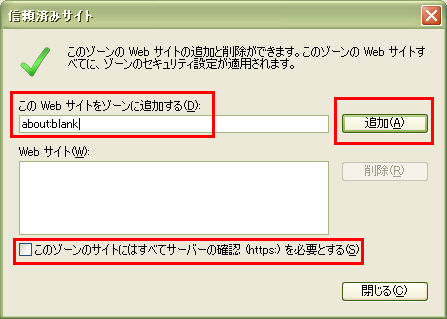 信頼済みサイト
このゾーンの Web サイトの追加と削除ができます。このゾーンの Web サイトす
べてに、ゾーンのセキュリティ設定が適用されます。
この Web サイトをゾーンに追加する(D):
about:blank
追加(A)
Web サイト(W):
削除(R)
このゾーンのサイトにはすべてサーバーの確認 (https:) を必要とする(S)
閉じる(C)